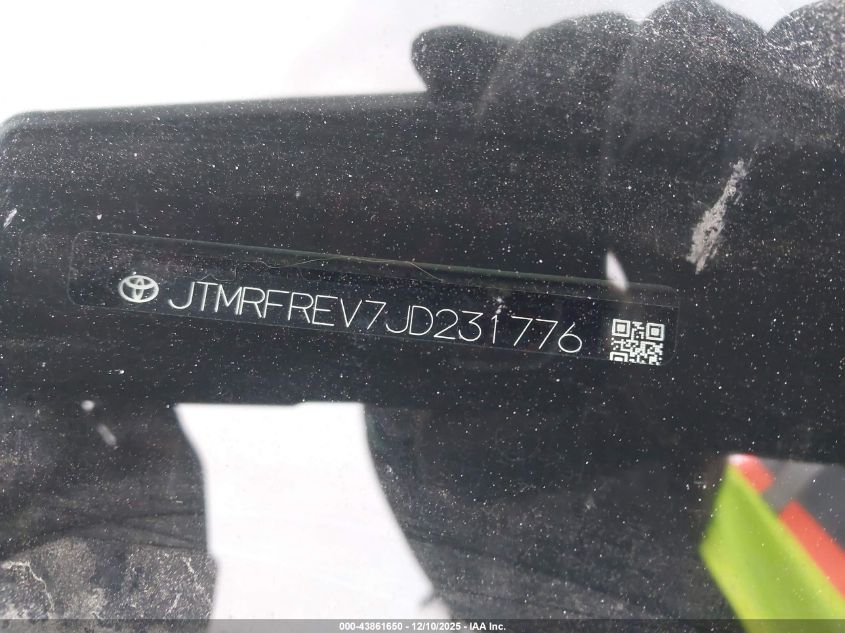 JTMRFREV7JD231776
000-43861650 - 12/10/2025 - IAA Inc.